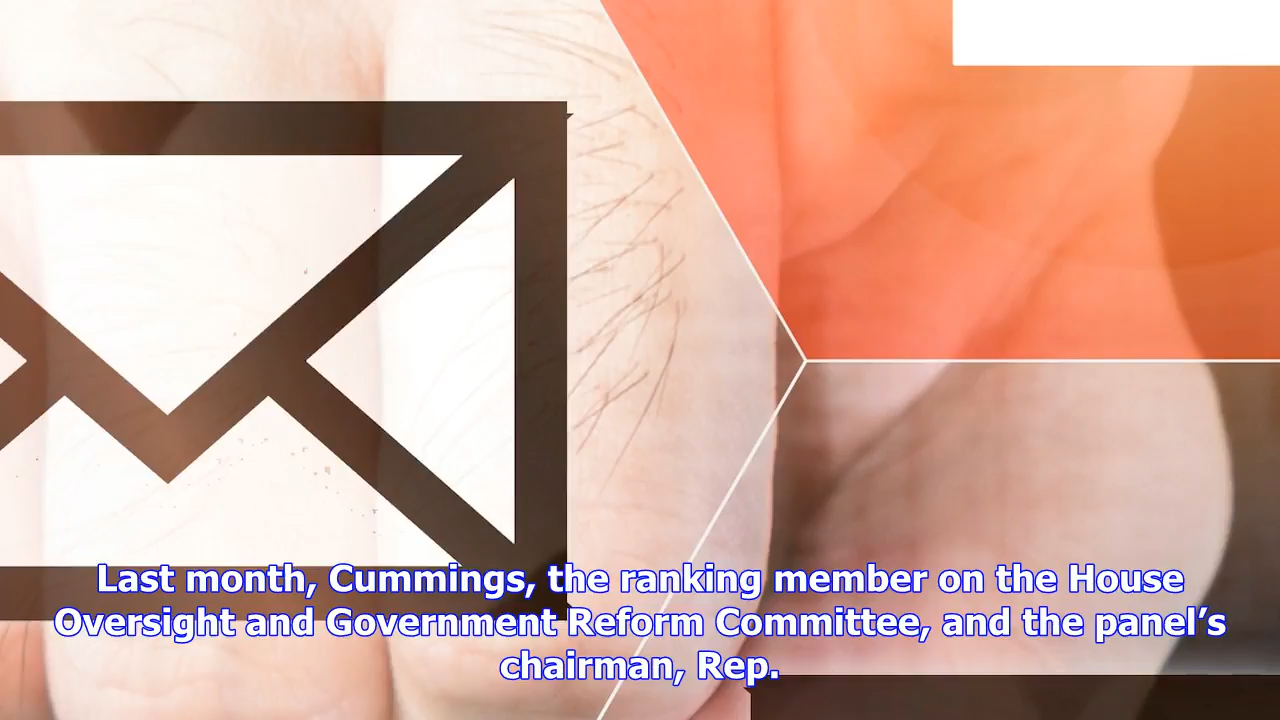 Last month, Cummings, the ranking member on the House
Oversight and Government Reform Committee, and the panel’s
chairman, Rep.